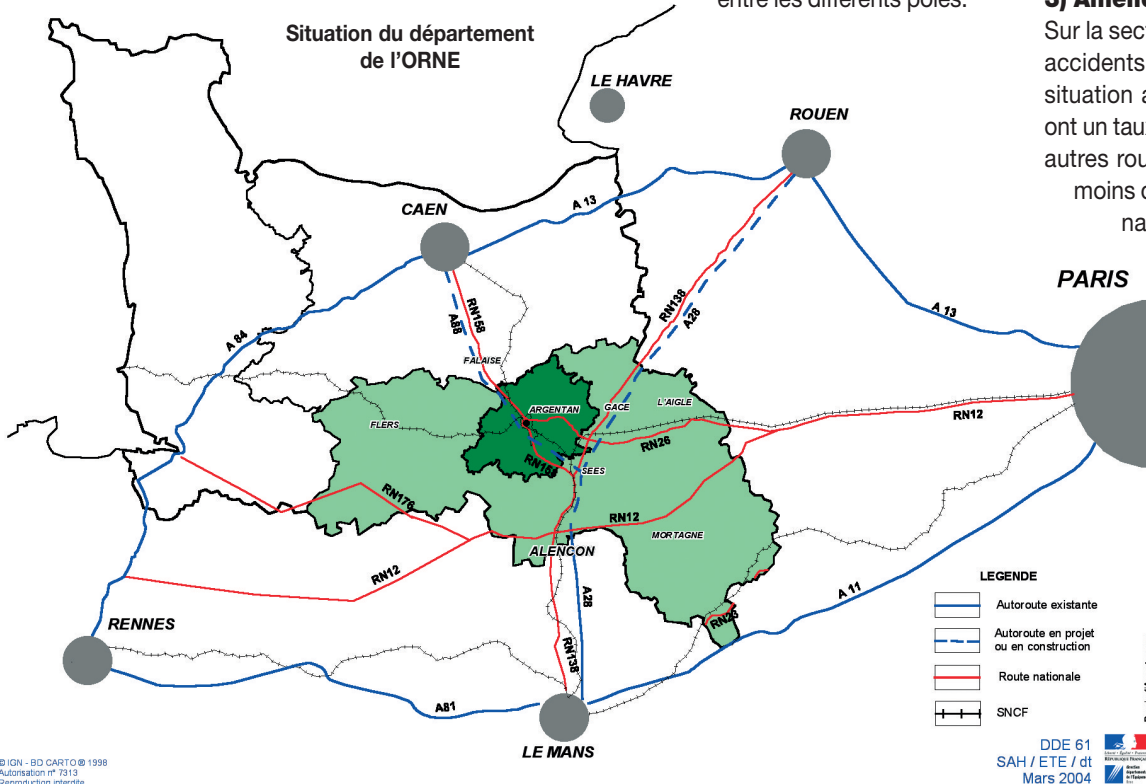 entre les différents pôles.
Sur la sect
accidents
situation a
ont un taux
autres rou
moins d
na
Situation du département
de l'ORNE
LE HAVRE
ROUEN
CAEN
A 13
PARIS
RN158
A88
RN138
A28
A 13
A 84
FALAISE
ARGENTAN
GACE
L'AIGLE
RN12
FLERS
RN26
SEES
RN176
RN12
MORTAGNE
ALENÇON
RN12
A28
A 11
RN23
RENNES
RN138
A81
LE MANS
LEGENDE
Autoroute existante
Autoroute en projet
ou en construction
Route nationale
SNCF
DDE 61
SAH / ETE / dt
Mars 2004
© IGN - BD CARTO ® 1998
Autorisation n° 7313
Reproduction interdite